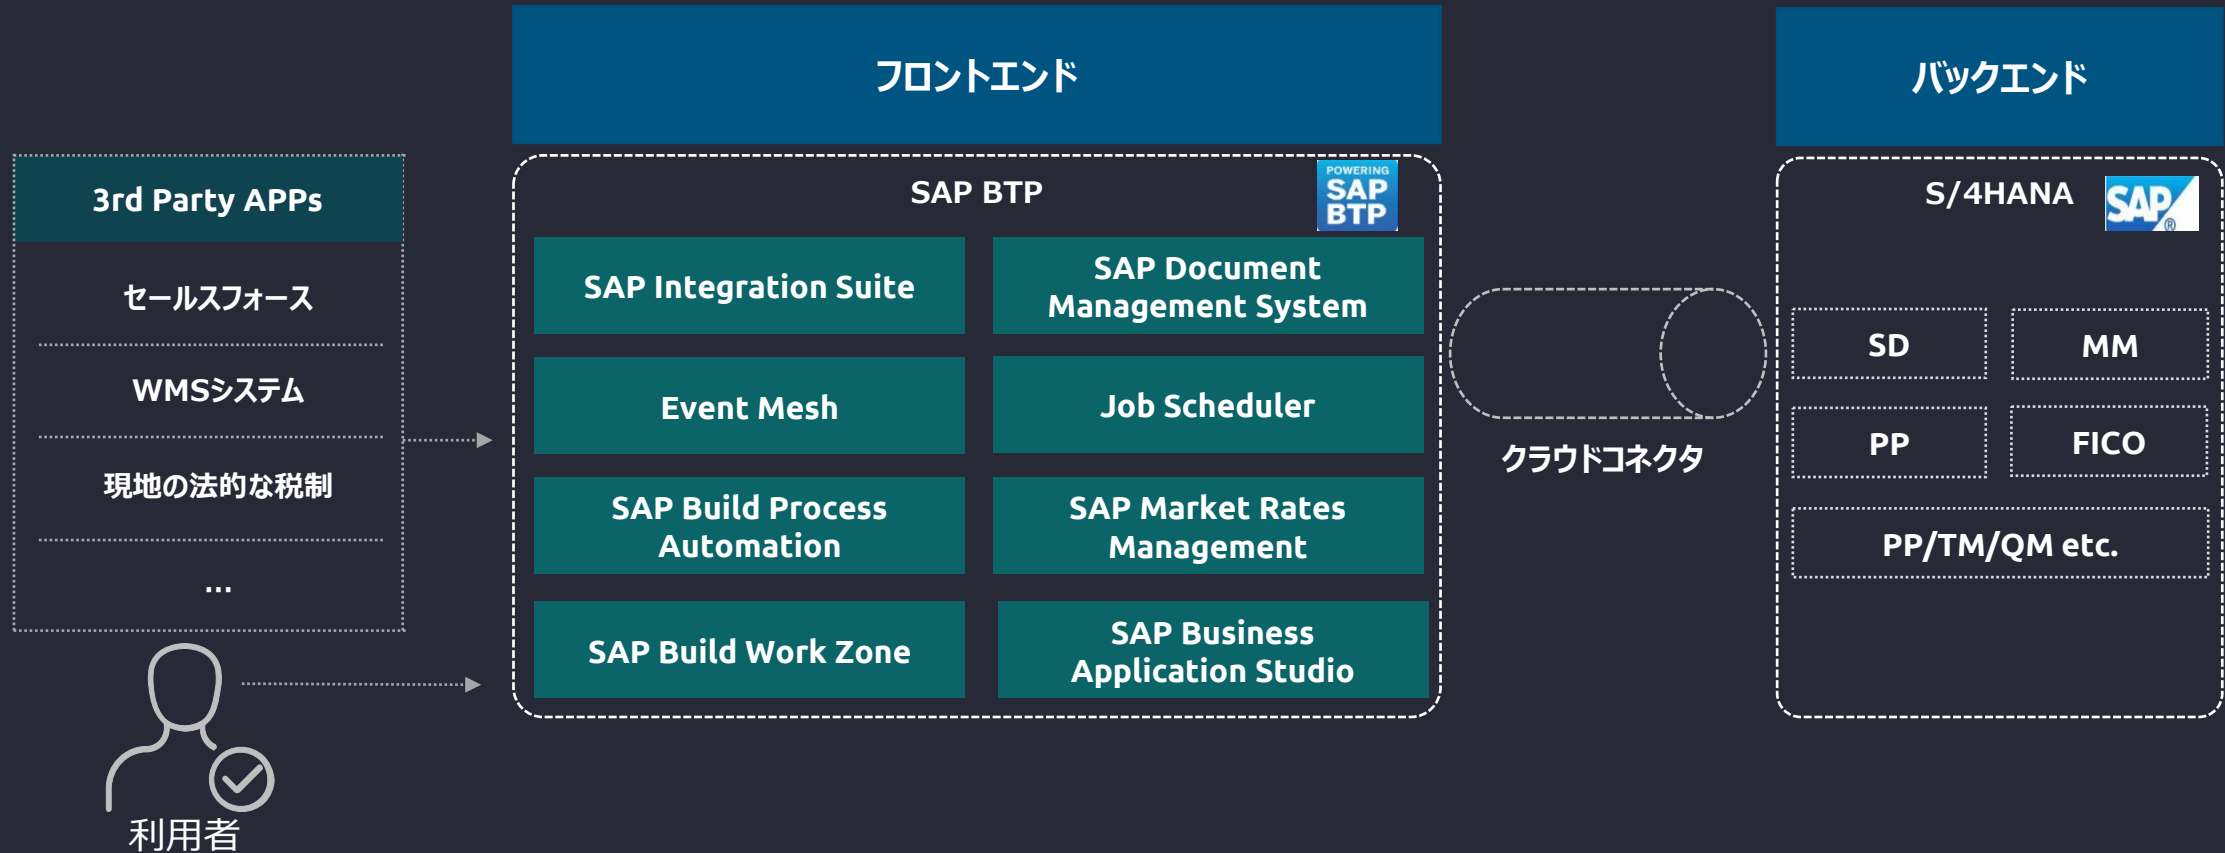 フロントエンド
バックエンド
3rd Party APPs
セールスフォース
WMSシステム
現地の法的な税制
...
利用者
SAP BTP
POWERING
SAP
BTP
SAP Integration Suite
SAP Document
Management System
Event Mesh
Job Scheduler
SAP Build Process
Automation
SAP Market Rates
Management
SAP Build Work Zone
SAP Business
Application Studio
クラウドコネクタ
S/4HANA
SAP®
SD
MM
PP
FICO
PP/TM/QM etc.